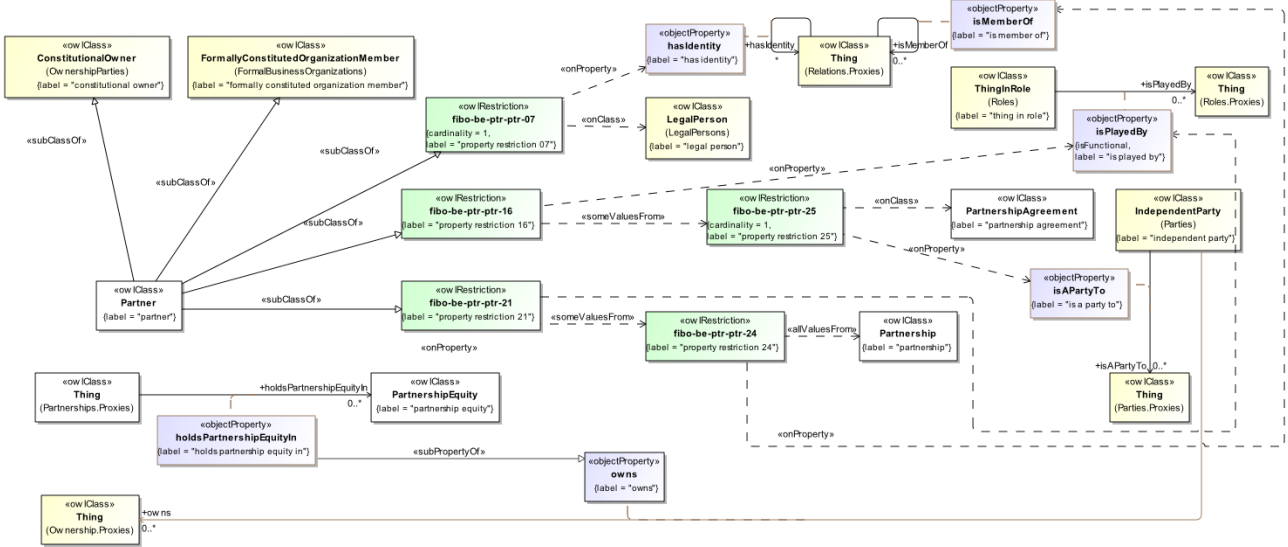 «objectProperty»
isMemberOf
{label = "is member of"}
«objectProperty»
hasIdentity
{label = "has identity"}
+hasIdentity
*
«owlClass»
Thing
(Relations.Proxies)
+isMemberOf
0..*
«owlClass»
ConstitutionalOwner
(OwnershipParties)
{label = "constitutional owner"}
«owlClass»
FormallyConstitutedOrganizationMember
(FormalBusinessOrganizations)
{label = "formally constituted organization member"}
«onProperty»
«owlClass»
ThingInRole
(Roles)
{label = "thing in role"}
+isPlayedBy
0..*
«owlClass»
Thing
(Roles.Proxies)
«owlRestriction»
fibo-be-ptr-ptr-07
{cardinality = 1,
label = "property restriction 07"}
«onClass»
«owlClass»
LegalPerson
(LegalPersons)
{label = "legal person"}
«objectProperty»
isPlayedBy
{isFunctional,
label = "is played by"}
«subClassOf»
«subClassOf»
«subClassOf»
«onProperty»
«owlRestriction»
fibo-be-ptr-ptr-16
{label = "property restriction 16"}
«subClassOf»
«someValuesFrom»
«owlRestriction»
fibo-be-ptr-ptr-25
{cardinality = 1,
label = "property restriction 25"}
«onClass»
«owlClass»
PartnershipAgreement
{label = "partnership agreement"}
«owlClass»
IndependentParty
(Parties)
{label = "independent party"}
«onProperty»
«objectProperty»
isAPartyTo
{label = "is a party to"}
«owlClass»
Partner
{label = "partner"}
«subClassOf»
«owlRestriction»
fibo-be-ptr-ptr-21
{label = "property restriction 21"}
«someValuesFrom»
«owlRestriction»
fibo-be-ptr-ptr-24
{label = "property restriction 24"}
«allValuesFrom»
«owlClass»
Partnership
{label = "partnership"}
«onProperty»
+isAPartyTo
0..*
«owlClass»
Thing
(Parties.Proxies)
«owlClass»
Thing
(Partnerships.Proxies)
+holdsPartnershipEquityIn
0..*
«owlClass»
PartnershipEquity
{label = "partnership equity"}
«objectProperty»
holdsPartnershipEquityIn
{label = "holds partnership equity in"}
«onProperty»
«subPropertyOf»
«objectProperty»
owns
{label = "owns"}
«owlClass»
Thing
(Ownership.Proxies)
+owns
0..*